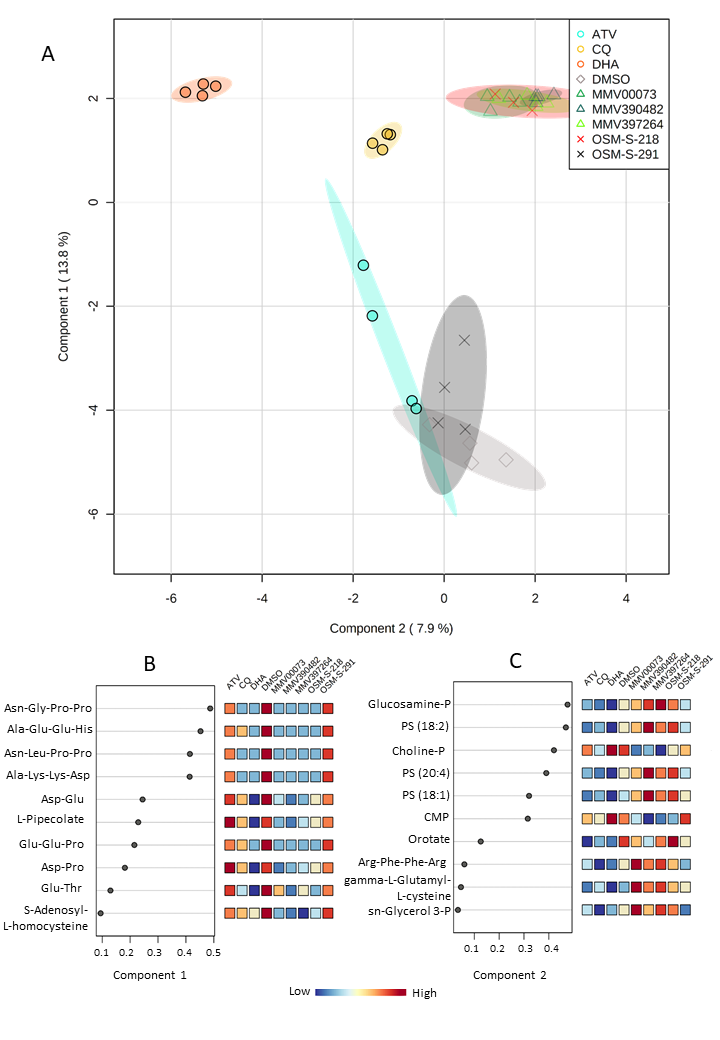 A
ATV
CQ
DHA
DMSO
MMV00073
MMV390482
MMV397264
OSM-S-218
OSM-S-291
2
0
-2
-4
-6
Component 1 ( 13.8 %)
-6 -4 -2 0 2 4
Component 2 ( 7.9 %)
B
ATV CQ DHA DMSO MMV00073 MMV390482 MMV397264 OSM-S-218 OSM-S-291
Asn-Gly-Pro-Pro
Ala-Glu-Glu-His
Asn-Leu-Pro-Pro
Ala-Lys-Lys-Asp
Asp-Glu
L-Pipecolate
Glu-Glu-Pro
Asp-Pro
Glu-Thr
S-Adenosyl-
L-homocysteine
0.1 0.2 0.3 0.4 0.5
Component 1
C
ATV CQ DHA DMSO MMV00073 MMV390482 MMV397264 OSM-S-218 OSM-S-291
Glucosamine-P
PS (18:2)
Choline-P
PS (20:4)
PS (18:1)
CMP
Orotate
Arg-Phe-Phe-Arg
gamma-L-Glutamyl-
L-cysteine
sn-Glycerol 3-P
0.1 0.2 0.3 0.4
Component 2
Low High